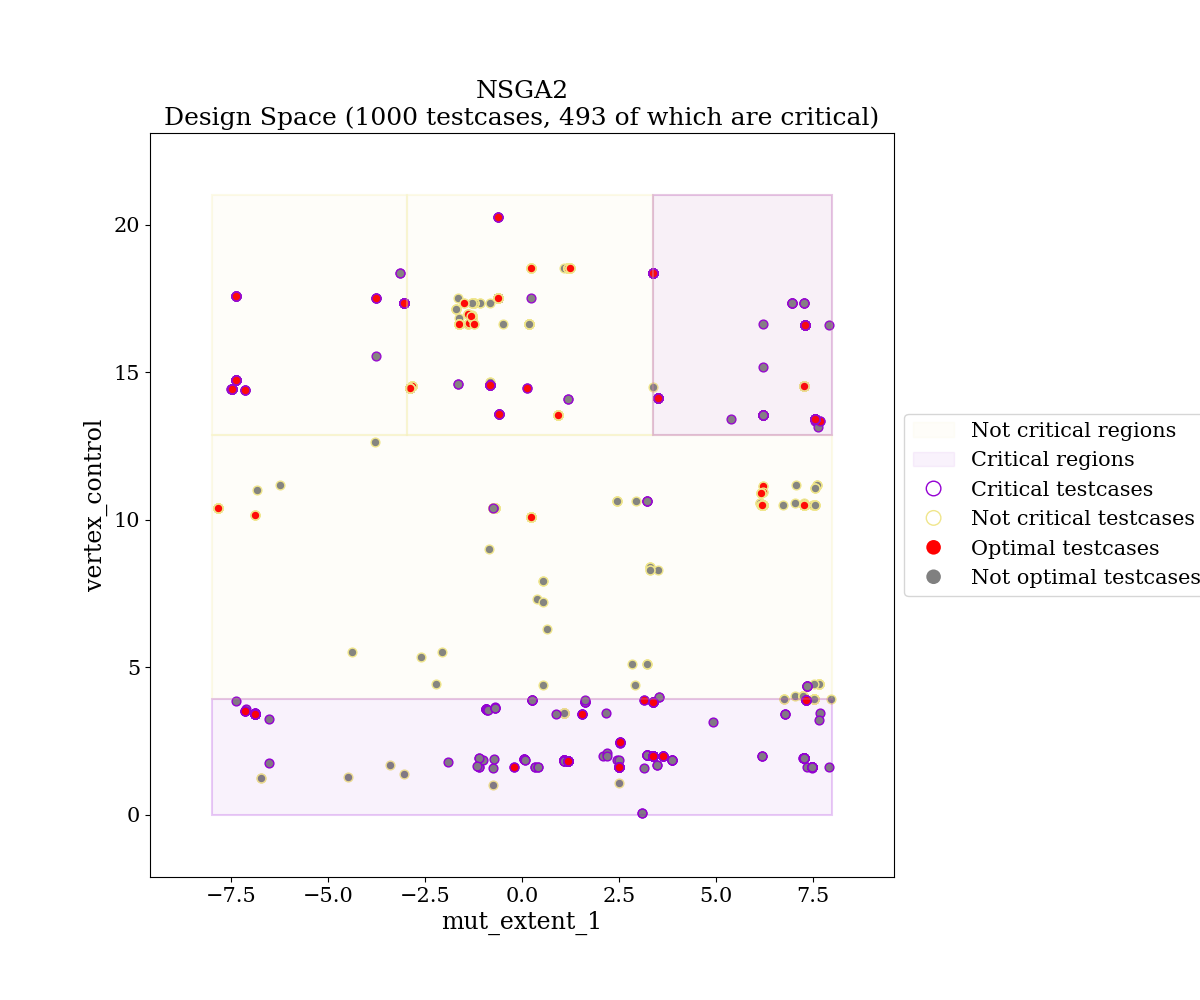 NSGA2
Design Space (1000 testcases, 493 of which are critical)
vertex_control
20
15
10
5
0
−7.5
−5.0
−2.5
0.0
2.5
5.0
7.5
mut_extent_1
Not critical regions
Critical regions
Critical testcases
Not critical testcases
Optimal testcases
Not optimal testcases